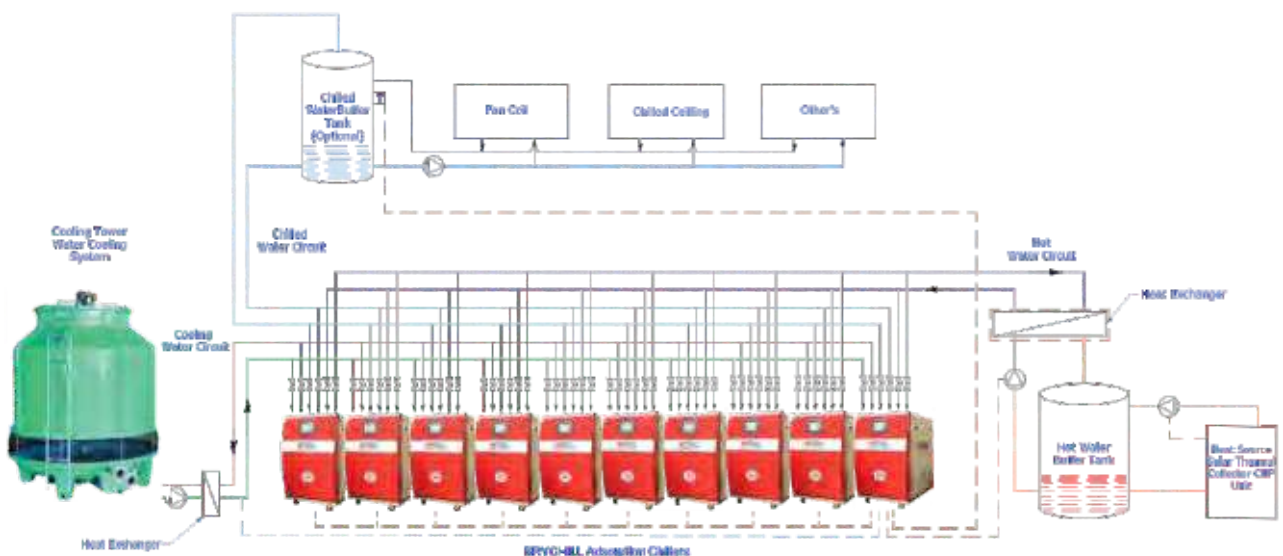 Chilled
Water Buffer
Tank
(Optional)
Fan Coil
Chilled Ceiling
Other's
Cooling Tower
Water Cooling
System
Chilled
Water Circuit
Hot
Water Circuit
Heat Exchanger
Cooling
Water Circuit
Hot Water
Buffer Tank
Heat Source
Solar Thermal
Collector CHP
Unit
Heat Exchanger
BRYCHILL Adsorption Chillers